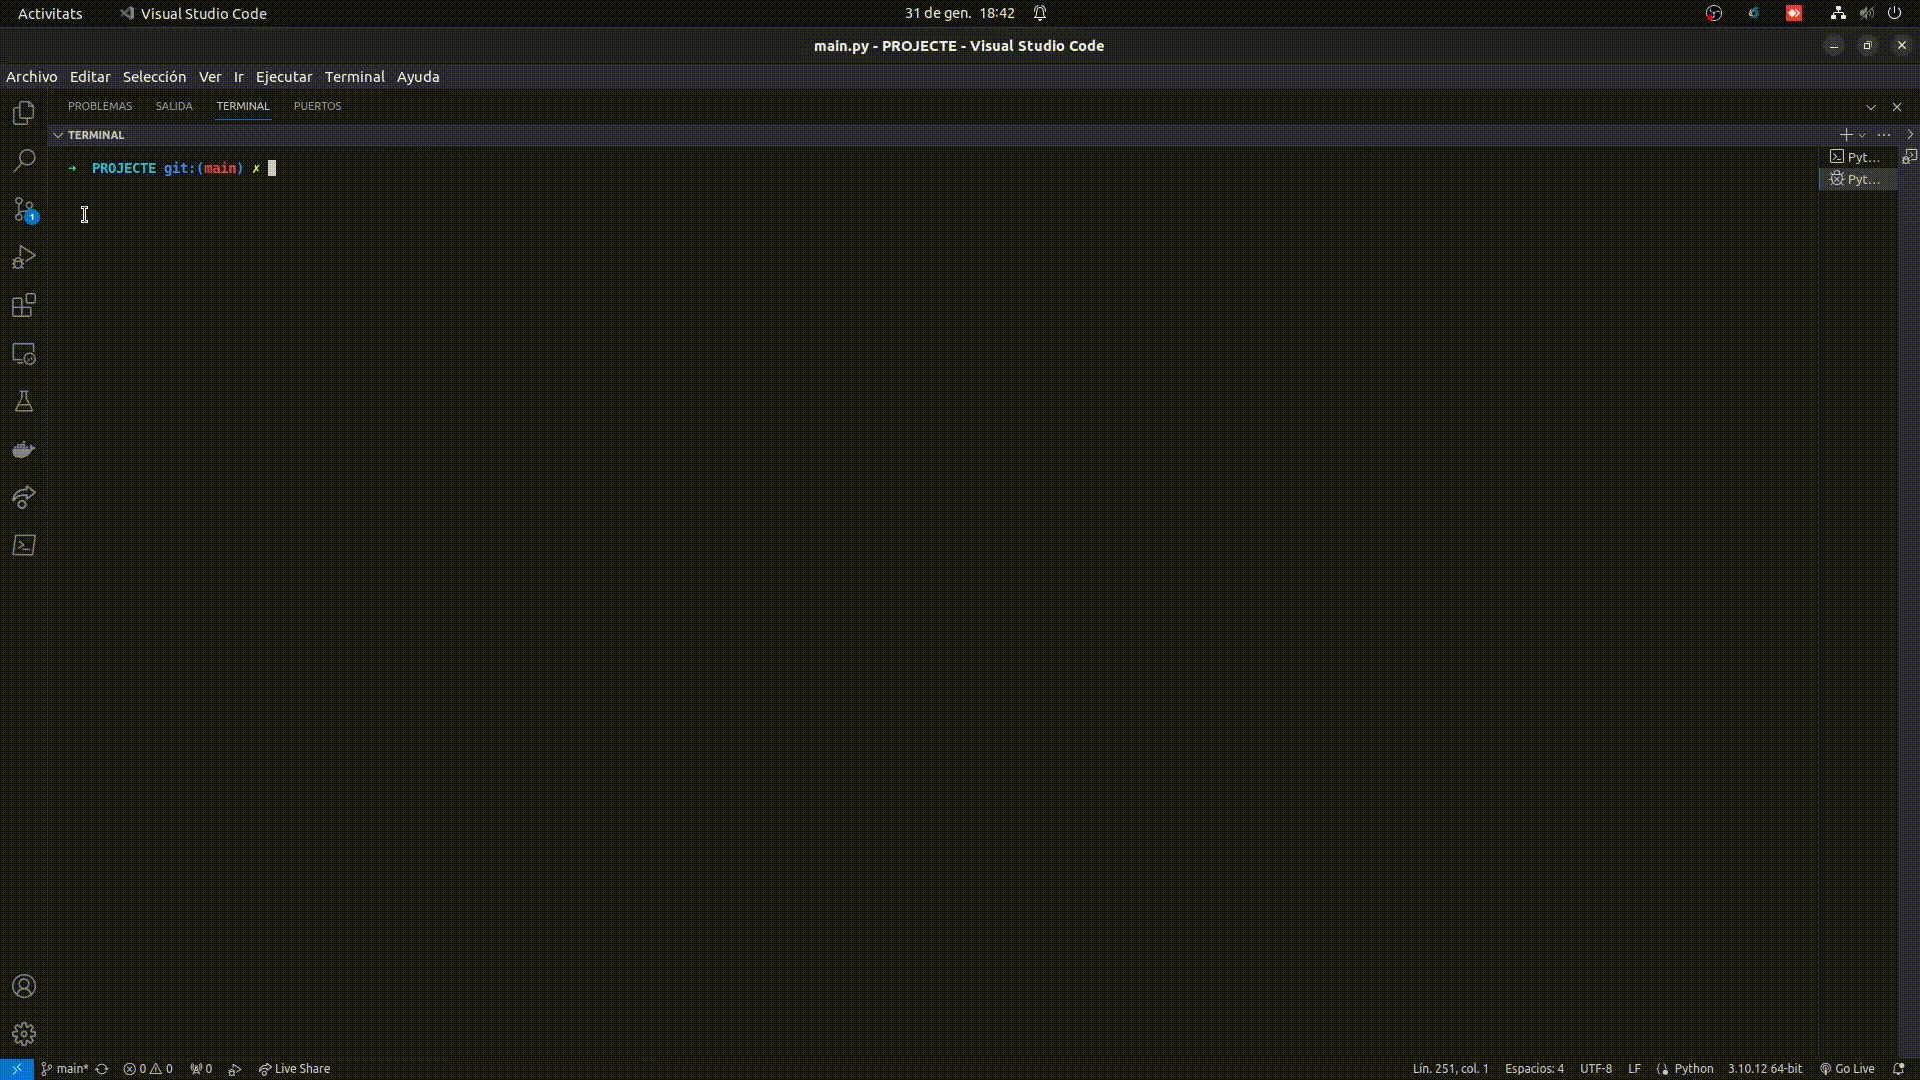 Activitats Visual Studio Code 31 de gen. 18:42
main.py - PROJECTE - Visual Studio Code
Archivo Editar Selección Ver Ir Ejecutar Terminal Ayuda
PROBLEMAS SALIDA TERMINAL PUERTOS
TERMINAL
➜ PROJECTE git:(main) ✗
Pyt...
Pyt...
1
main* 0 0 0 Live Share Lín. 251, col. 1 Espacios: 4 UTF-8 LF Python 3.10.12 64-bit Go Live